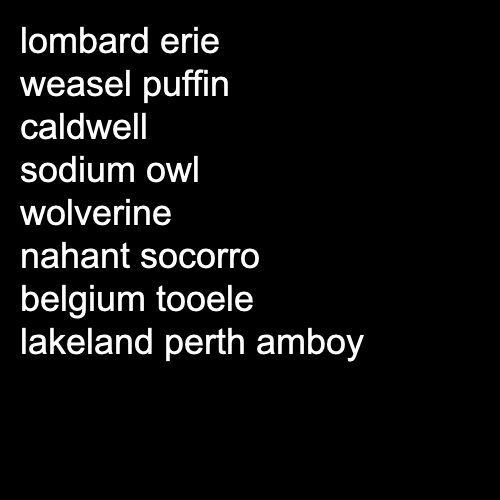 lombard erie
weasel puffin
caldwell
sodium owl
wolverine
nahant socorro
belgium tooele
lakeland perth amboy